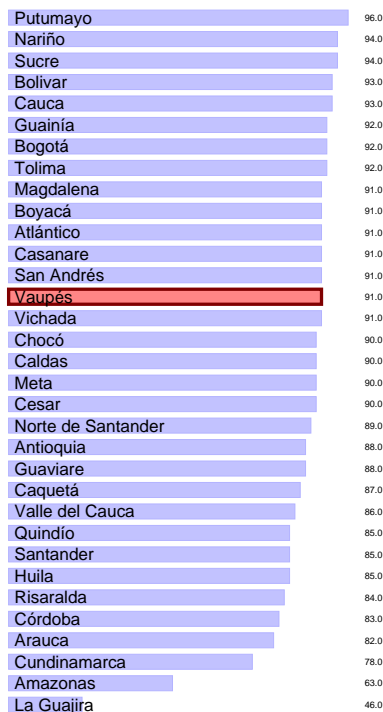 Putumayo 96.0
Nariño 94.0
Sucre 94.0
Bolivar 93.0
Cauca 93.0
Guainía 92.0
Bogotá 92.0
Tolima 92.0
Magdalena 91.0
Boyacá 91.0
Atlántico 91.0
Casanare 91.0
San Andrés 91.0
Vaupés 91.0
Vichada 91.0
Chocó 90.0
Caldas 90.0
Meta 90.0
Cesar 90.0
Norte de Santander 89.0
Antioquia 88.0
Guaviare 88.0
Caquetá 87.0
Valle del Cauca 86.0
Quindío 85.0
Santander 85.0
Huila 85.0
Risaralda 84.0
Córdoba 83.0
Arauca 82.0
Cundinamarca 78.0
Amazonas 63.0
La Guajira 46.0